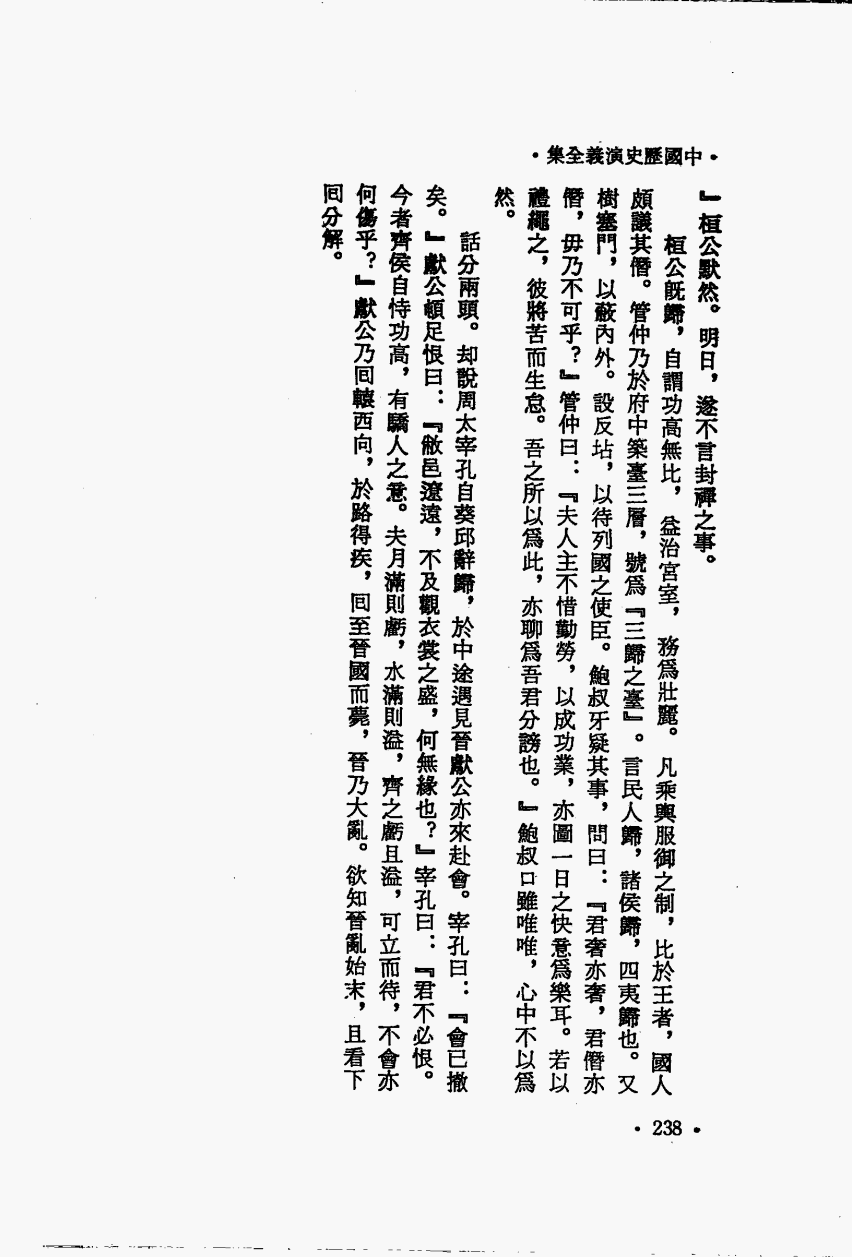 •中國歷史演義全集•
』桓公默然。明日，遂不言封禪之事。
桓公旣歸，自謂功高無比，益治宮室，務爲壯麗。凡乘輿服御之制，比於王者，國人
頗議其僭。管仲乃於府中築臺三層，號爲『三歸之臺』。言民人歸，諸侯歸，四夷歸也。又
樹塞門，以蔽內外。設反坫，以待列國之使臣。鮑叔牙疑其事，問曰：『君奢亦奢，君僭亦
僭，毋乃不可乎？』管仲曰：『夫人主不惜勤勞，以成功業，亦圖一日之快意爲樂耳。若以
禮繩之，彼將苦而生怠。吾之所以爲此，亦聊爲吾君分謗也。』鮑叔口雖唯唯，心中不以爲
然。
話分兩頭。却說周太宰孔自葵邱辭歸，於中途遇見晉獻公亦來赴會。宰孔曰：『會已撤
矣。』獻公頓足恨曰：『敝邑遼遠，不及觀衣裳之盛，何無緣也？』宰孔曰：『君不必恨。
今者齊侯自恃功高，有驕人之意。夫月滿則虧，水滿則溢，齊之虧且溢，可立而待，不會亦
何傷乎？』獻公乃囘轅西向，於路得疾，囘至晉國而薨，晉乃大亂。欲知晉亂始末，且看下
囘分解。
•238•